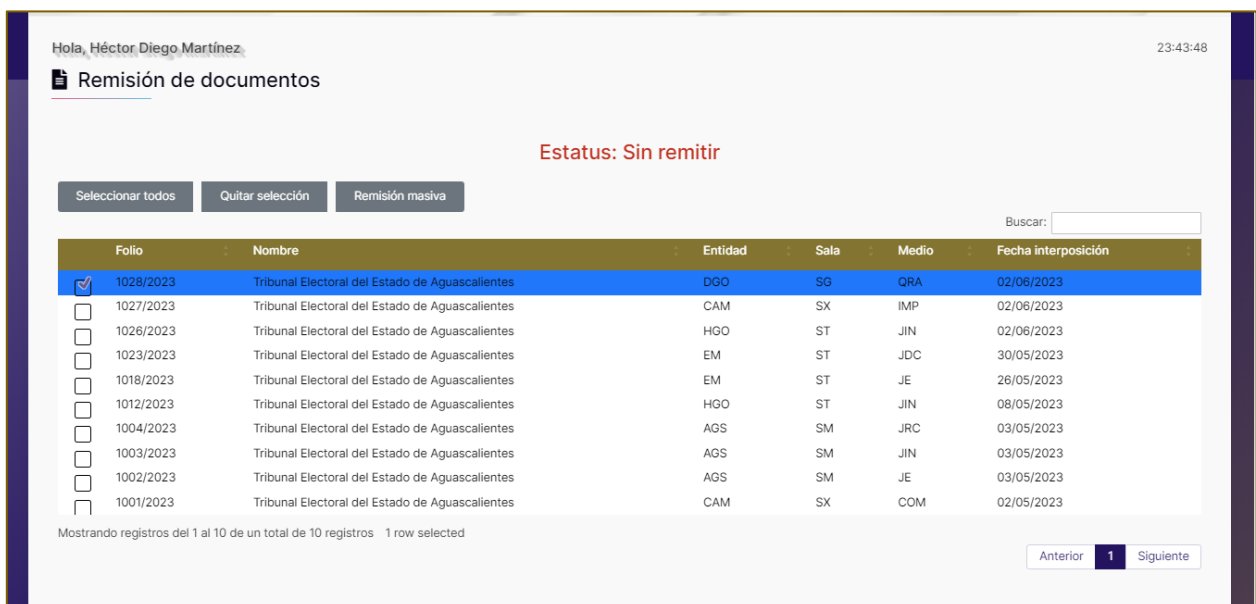 Hola, Héctor Diego Martínez 23:43:48
Remisión de documentos
Estatus: Sin remitir
Seleccionar todos Quitar selección Remisión masiva
Buscar:
Folio Nombre Entidad Sala Medio Fecha interposición
1028/2023 Tribunal Electoral del Estado de Aguascalientes DGO SG QRA 02/06/2023
1027/2023 Tribunal Electoral del Estado de Aguascalientes CAM SX IMP 02/06/2023
1026/2023 Tribunal Electoral del Estado de Aguascalientes HGO ST JIN 02/06/2023
1023/2023 Tribunal Electoral del Estado de Aguascalientes EM ST JDC 30/05/2023
1018/2023 Tribunal Electoral del Estado de Aguascalientes EM ST JE 26/05/2023
1012/2023 Tribunal Electoral del Estado de Aguascalientes HGO ST JIN 08/05/2023
1004/2023 Tribunal Electoral del Estado de Aguascalientes AGS SM JRC 03/05/2023
1003/2023 Tribunal Electoral del Estado de Aguascalientes AGS SM JIN 03/05/2023
1002/2023 Tribunal Electoral del Estado de Aguascalientes AGS SM JE 03/05/2023
1001/2023 Tribunal Electoral del Estado de Aguascalientes CAM SX COM 02/05/2023
Mostrando registros del 1 al 10 de un total de 10 registros 1 row selected
Anterior 1 Siguiente